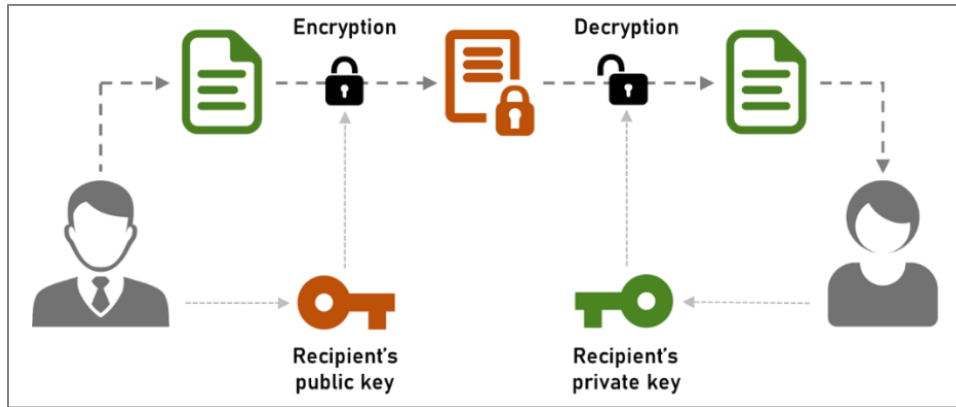 Encryption
Decryption
Recipient's
public key
Recipient's
private key